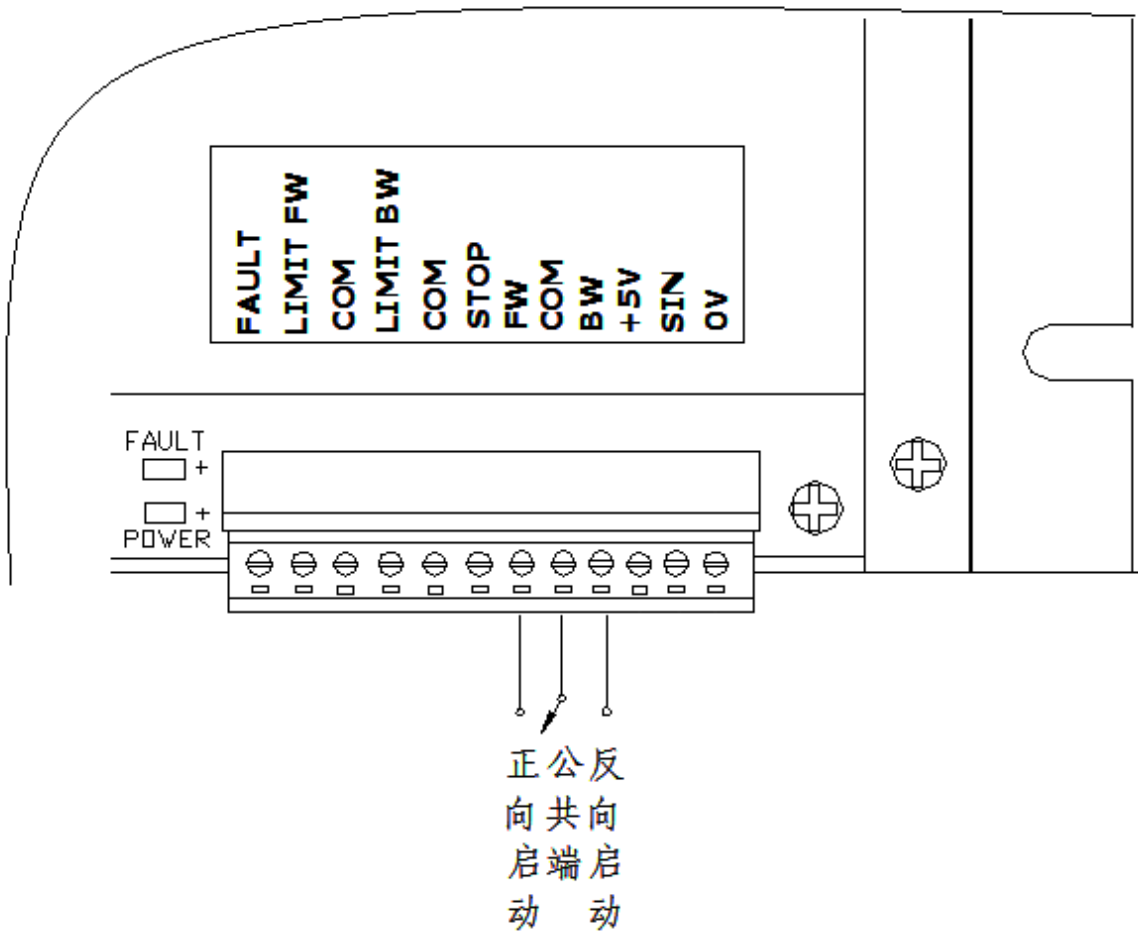 FAULT
LIMIT FW
COM
LIMIT BW
COM
STOP
FW
COM
BW
+5V
SIN
0V
FAULT
+
+
POWER
正向启动
公共端
反向启动